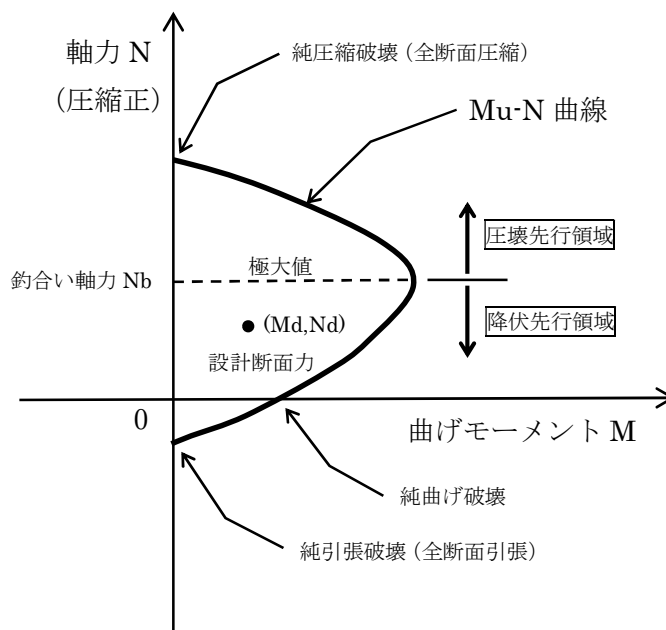 軸力 N
(圧縮正)
純圧縮破壊 (全断面圧縮)
Mu-N 曲線
圧壊先行領域
極大値
釣合い軸力 Nb
(Md,Nd)
降伏先行領域
設計断面力
0
曲げモーメント M
純曲げ破壊
純引張破壊 (全断面引張)